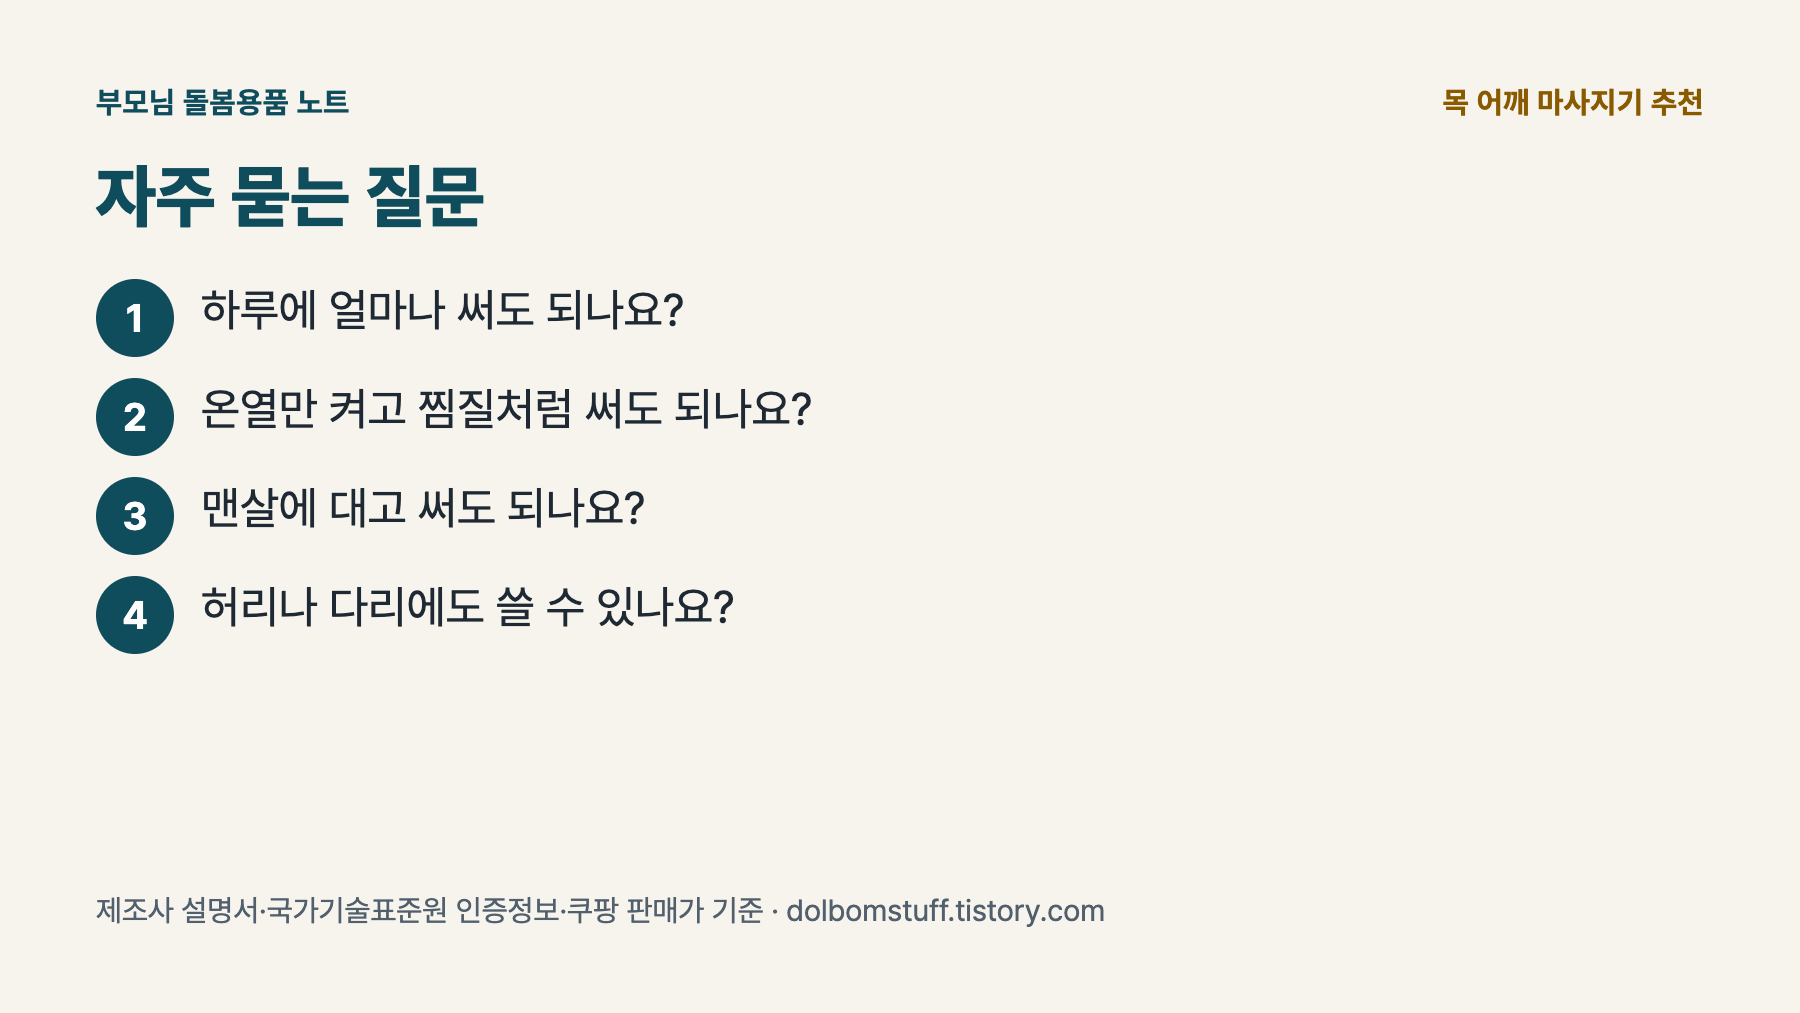 부모님 돌봄용품 노트
목 어깨 마사지기 추천
자주 묻는 질문
1 하루에 얼마나 써도 되나요?
2 온열만 켜고 찜질처럼 써도 되나요?
3 맨살에 대고 써도 되나요?
4 허리나 다리에도 쓸 수 있나요?
제조사 설명서·국가기술표준원 인증정보·쿠팡 판매가 기준 · dolbomstuff.tistory.com